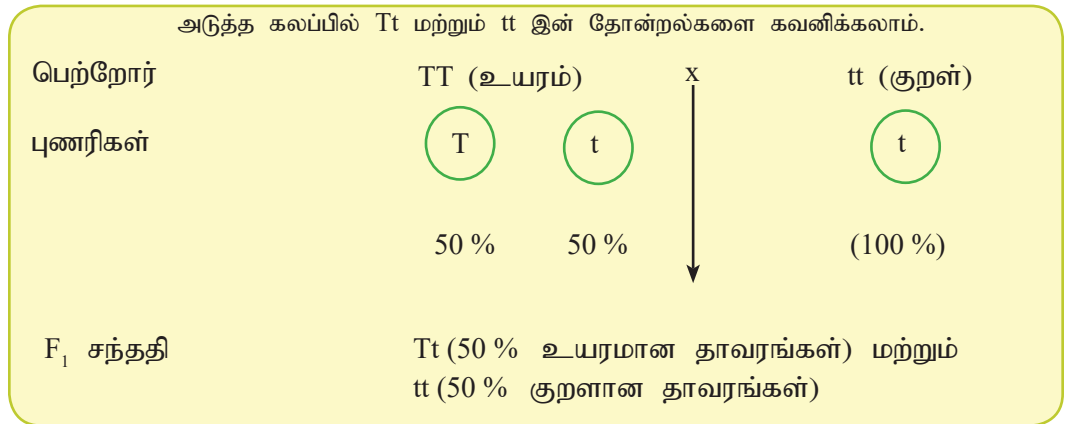 அடுத்த கலப்பில் Tt மற்றும் tt இன் தோன்றல்களை கவனிக்கலாம்.
பெற்றோர் TT (உயரம்) x tt (குறள்)
புணரிகள் T t t
50 % 50 % (100 %)
F₁ சந்ததி Tt (50 % உயரமான தாவரங்கள்) மற்றும்
tt (50 % குறளான தாவரங்கள்)